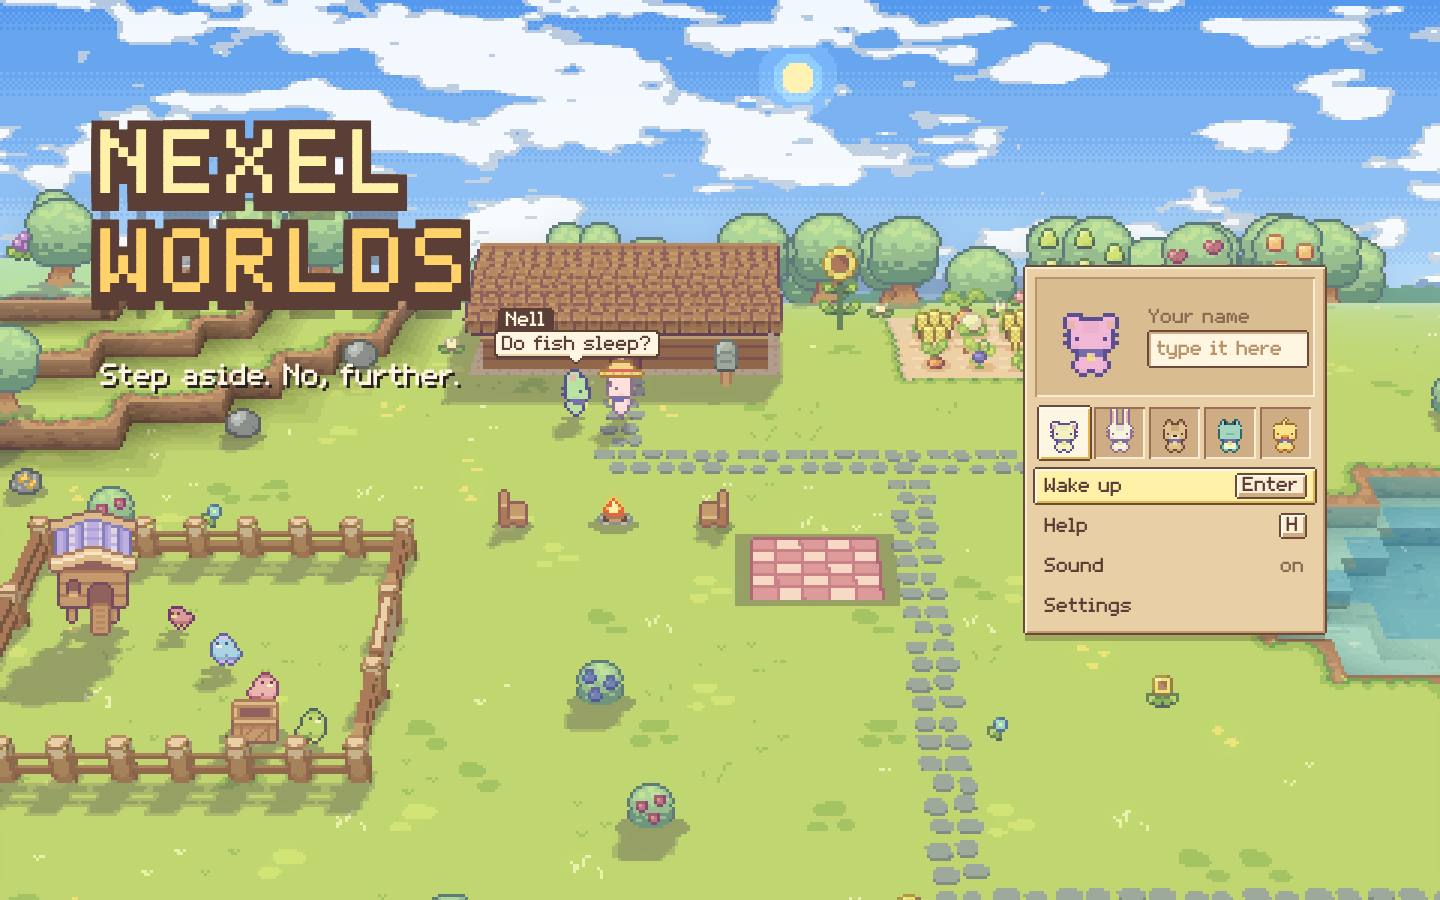 NEXEL
WORLDS
Step aside. No, further.
Nell
Do fish sleep?
Your name
type it here
Wake up Enter
Help H
Sound on
Settings